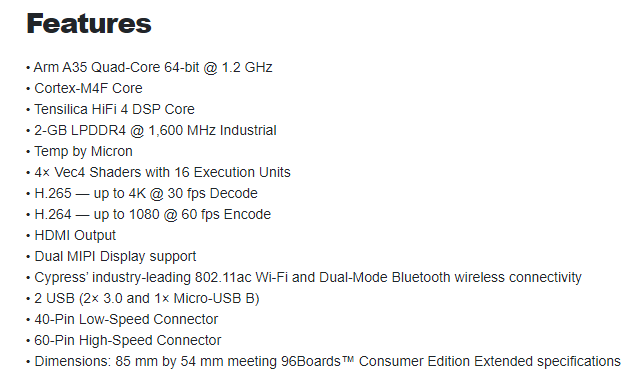 Features
• Arm A35 Quad-Core 64-bit @ 1.2 GHz
• Cortex-M4F Core
• Tensilica HiFi 4 DSP Core
• 2-GB LPDDR4 @ 1,600 MHz Industrial
• Temp by Micron
• 4× Vec4 Shaders with 16 Execution Units
• H.265 — up to 4K @ 30 fps Decode
• H.264 — up to 1080 @ 60 fps Encode
• HDMI Output
• Dual MIPI Display support
• Cypress’ industry-leading 802.11ac Wi-Fi and Dual-Mode Bluetooth wireless connectivity
• 2 USB (2× 3.0 and 1× Micro-USB B)
• 40-Pin Low-Speed Connector
• 60-Pin High-Speed Connector
• Dimensions: 85 mm by 54 mm meeting 96Boards™ Consumer Edition Extended specifications